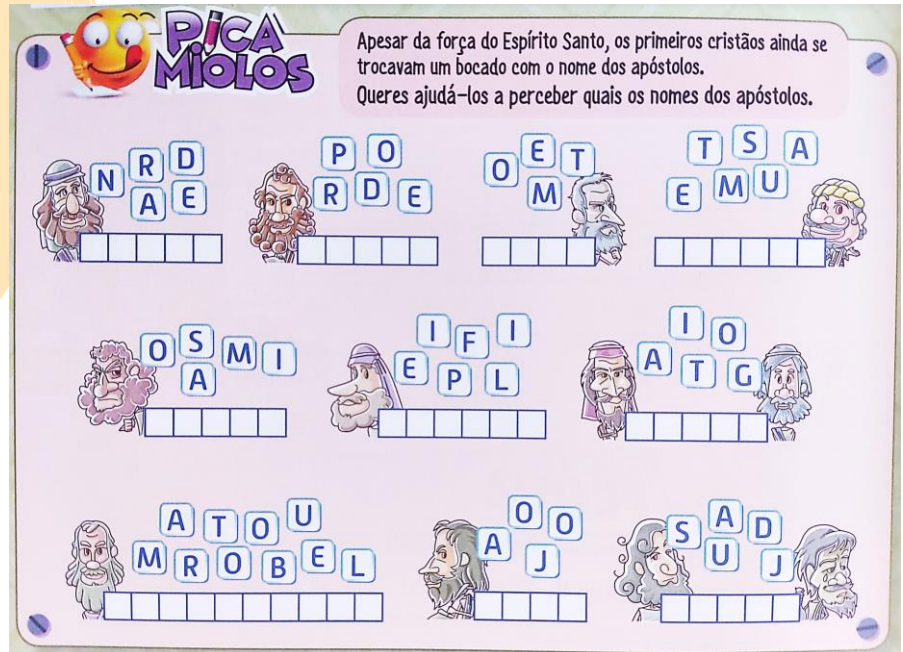 PICA
MIOLOS
Apesar da força do Espírito Santo, os primeiros cristãos ainda se
trocavam um bocado com o nome dos apóstolos.
Queres ajudá-los a perceber quais os nomes dos apóstolos.
N R D
A E
P O
R D E
O E T
M
T S A
E M U
O S M I
A
I F I
E P L
I O
A T G
A T O U
M R O B E L
O O
A J
S A D
U J